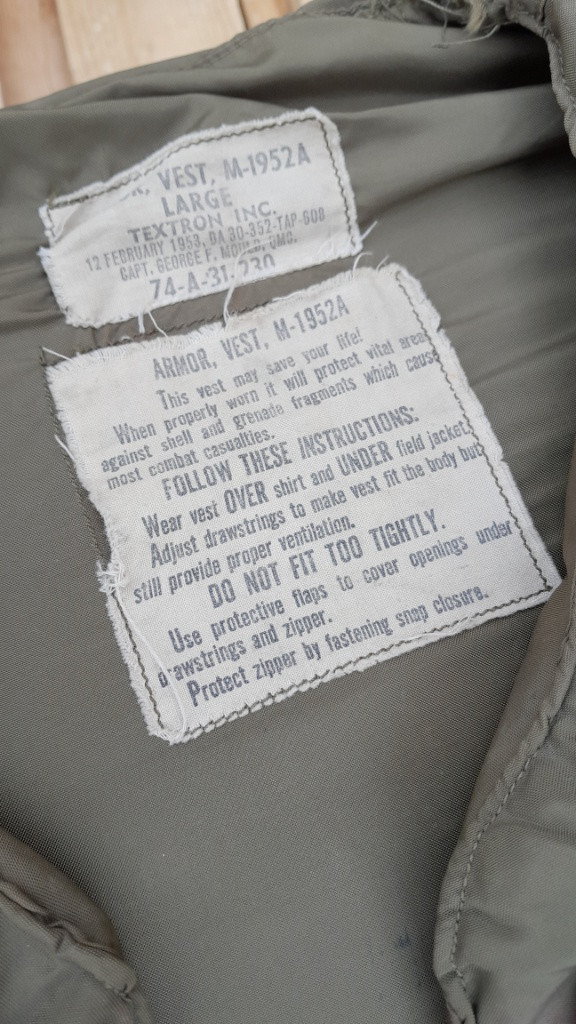 R, VEST, M-1952A
LARGE
TEXTRON INC.
12 FEBRUARY 1953, DA 30-352-TAP-608
CAPT. GEORGE F. MOULD, QMC.
74-A-31-230
ARMOR, VEST, M-1952A
This vest may save your life!
When properly worn it will protect vital area
against shell and grenade fragments which cause
most combat casualties.
FOLLOW THESE INSTRUCTIONS:
Wear vest OVER shirt and UNDER field jacket
Adjust drawstrings to make vest fit the body but
still provide proper ventilation.
DO NOT FIT TOO TIGHTLY.
Use protective flaps to cover openings under
drawstrings and zipper.
Protect zipper by fastening snap closure.